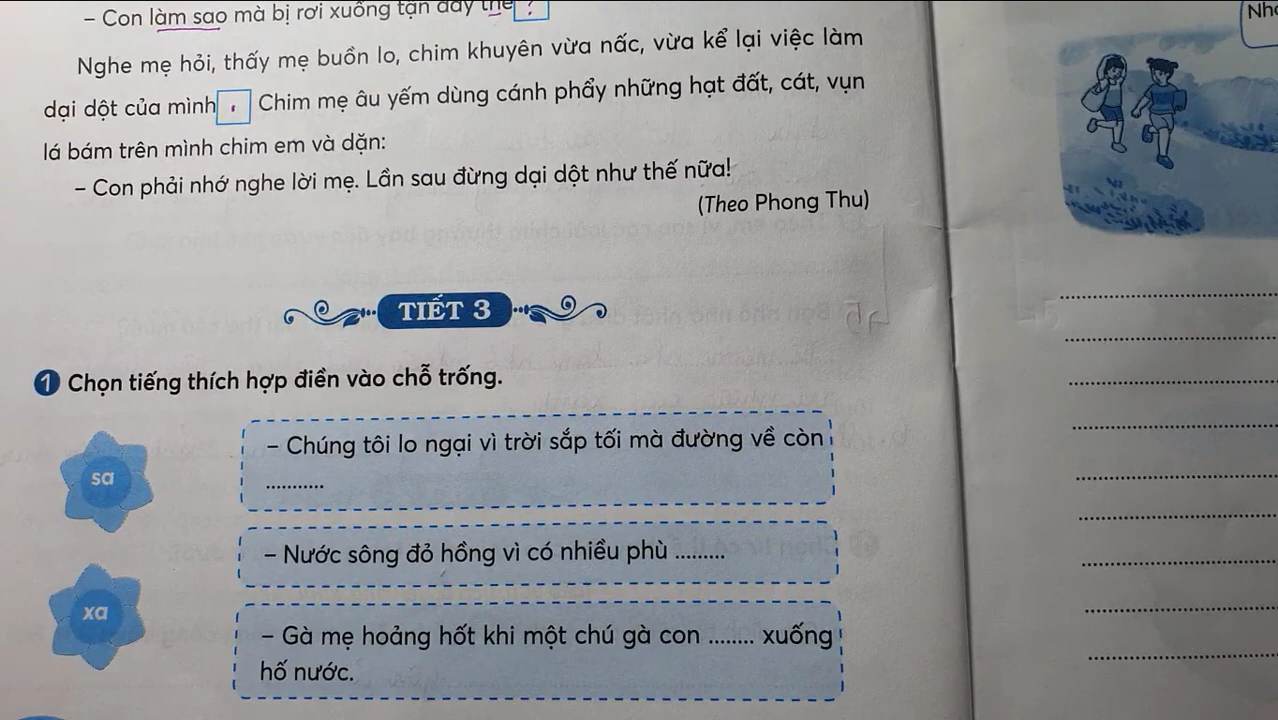 – Con làm sao mà bị rơi xuống tận đáy thế ?
Nghe mẹ hỏi, thấy mẹ buồn lo, chim khuyên vừa nấc, vừa kể lại việc làm
dại dột của mình . Chim mẹ âu yếm dùng cánh phẩy những hạt đất, cát, vụn
lá bám trên mình chim em và dặn:
– Con phải nhớ nghe lời mẹ. Lần sau đừng dại dột như thế nữa!
(Theo Phong Thu)
TIẾT 3
1 Chọn tiếng thích hợp điền vào chỗ trống.
sa
– Chúng tôi lo ngại vì trời sắp tối mà đường về còn
...........
– Nước sông đỏ hồng vì có nhiều phù .........
xa
– Gà mẹ hoảng hốt khi một chú gà con ........ xuống
hố nước.